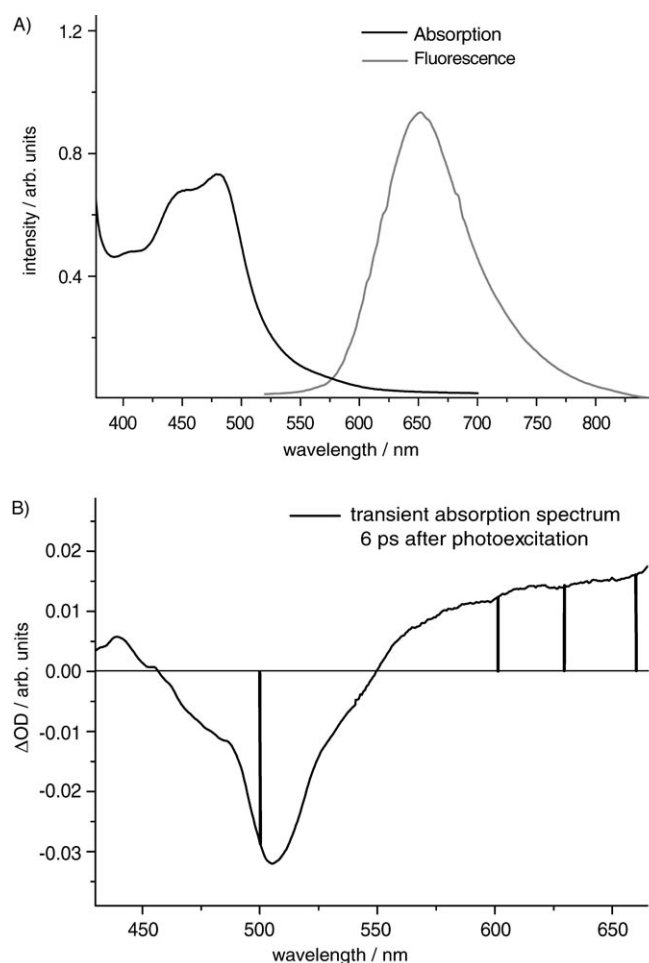 A)
1.2
Absorption
Fluorescence
0.8
0.4
intensity / arb. units
400 450 500 550 600 650 700 750 800
wavelength / nm
B)
transient absorption spectrum
6 ps after photoexcitation
0.02
0.01
0.00
-0.01
-0.02
-0.03
ΔOD / arb. units
450 500 550 600 650
wavelength / nm